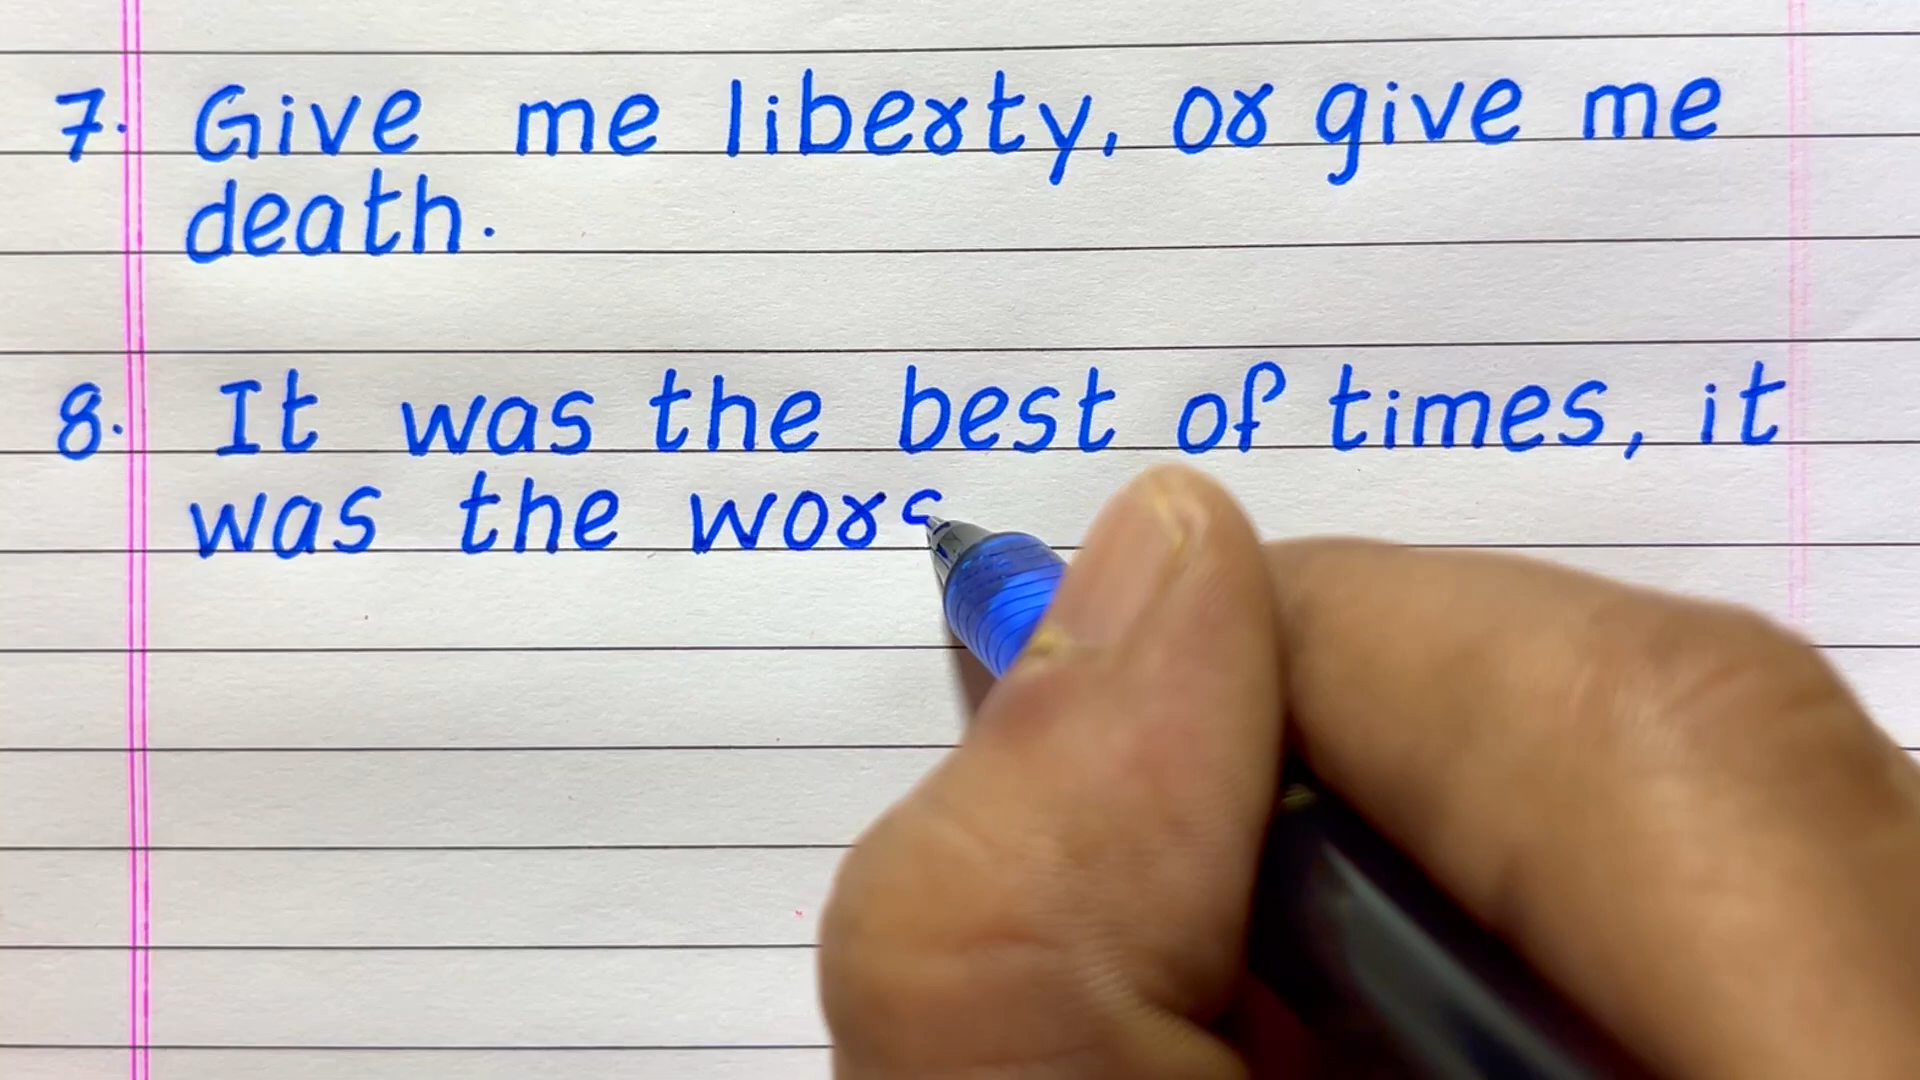 7. Give me liberty, or give me
death.
8. It was the best of times, it
was the wors